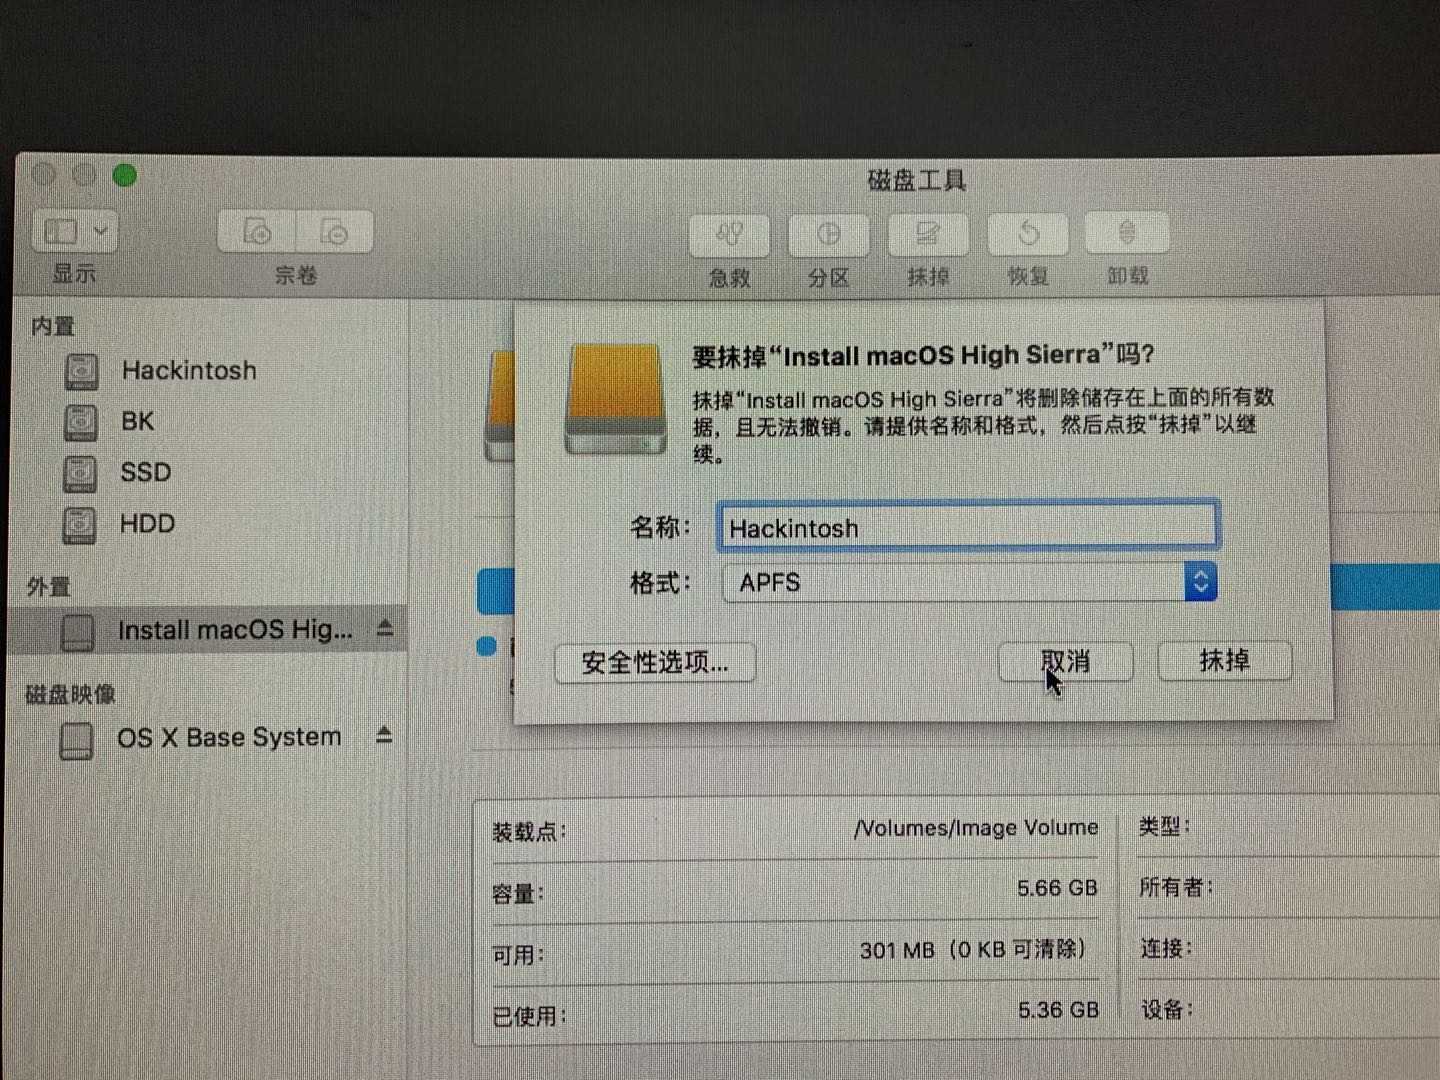 磁盘工具
显示
宗卷
急救
分区
抹掉
恢复
卸载
内置
Hackintosh
BK
SSD
HDD
外置
Install macOS Hig...
磁盘映像
OS X Base System
要抹掉“Install macOS High Sierra”吗？
抹掉“Install macOS High Sierra”将删除储存在上面的所有数
据，且无法撤销。请提供名称和格式，然后点按“抹掉”以继
续。
名称： Hackintosh
格式： APFS
安全性选项...
取消
抹掉
装载点： /Volumes/Image Volume
类型：
容量： 5.66 GB
所有者：
可用： 301 MB（0 KB 可清除）
连接：
已使用： 5.36 GB
设备：